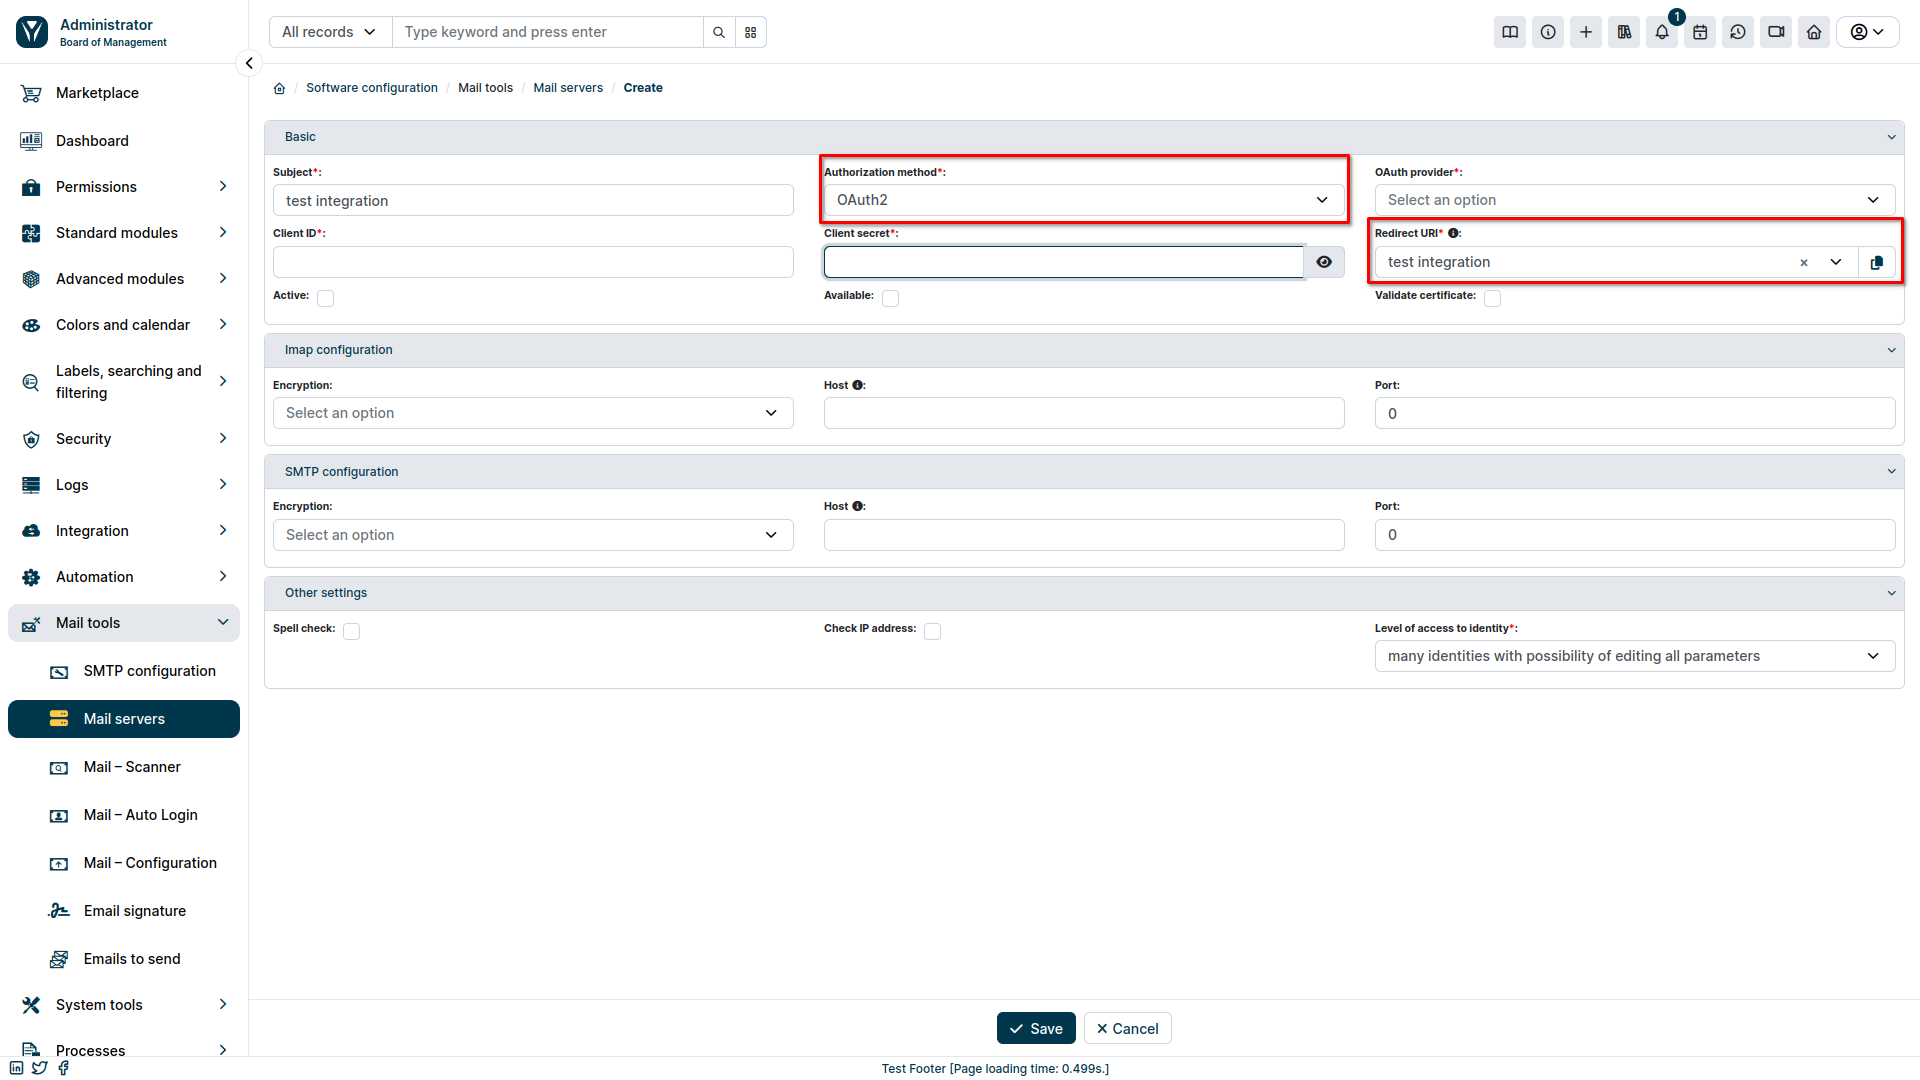 Administrator
Board of Management
All records
Type keyword and press enter
1
Marketplace
Dashboard
Permissions
Standard modules
Advanced modules
Colors and calendar
Labels, searching and
filtering
Security
Logs
Integration
Automation
Mail tools
SMTP configuration
Mail servers
Mail – Scanner
Mail – Auto Login
Mail – Configuration
Email signature
Emails to send
System tools
Processes
/ Software configuration / Mail tools / Mail servers / Create
Basic
Subject*:
test integration
Authorization method*:
OAuth2
OAuth provider*:
Select an option
Client ID*:
Client secret*:
Redirect URI* :
test integration
×
Active:
Available:
Validate certificate:
Imap configuration
Encryption:
Select an option
Host :
Port:
0
SMTP configuration
Encryption:
Select an option
Host :
Port:
0
Other settings
Spell check:
Check IP address:
Level of access to identity*:
many identities with possibility of editing all parameters
Save
Cancel
Test Footer [Page loading time: 0.499s.]